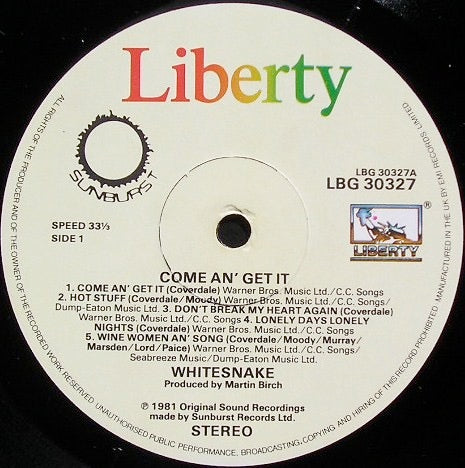 Liberty
SUNBURST
LBG 30327A
LBG 30327
SPEED 33⅓
SIDE 1
LIBERTY
®
COME AN' GET IT
1. COME AN' GET IT (Coverdale) Warner Bros. Music Ltd./C.C. Songs
2. HOT STUFF (Coverdale/Moudy) Warner Bros. Music Ltd./C.C. Songs/
Dump-Eaton Music Ltd. 3. DON'T BREAK MY HEART AGAIN (Coverdale)
Warner Bros. Music Ltd./C.C. Songs 4. LONELY DAYS LONELY
NIGHTS (Coverdale) Warner Bros. Music Ltd./C.C. Songs
5. WINE WOMEN AN' SONG (Coverdale/Moody/Murray/
Marsden/Lord/Paice) Warner Bros. Music Ltd./C.C. Songs/
Seabreeze Music/Dump-Eaton Music Ltd.
WHITESNAKE
Produced by Martin Birch
℗ 1981 Original Sound Recordings
made by Sunburst Records Ltd.
STEREO
ALL RIGHTS OF THE PRODUCER AND OF THE OWNER OF THE RECORDED WORK RESERVED. UNAUTHORISED PUBLIC PERFORMANCE, BROADCASTING, COPYING AND HIRING OF THIS RECORD PROHIBITED. MANUFACTURED IN THE UK BY EMI RECORDS LIMITED